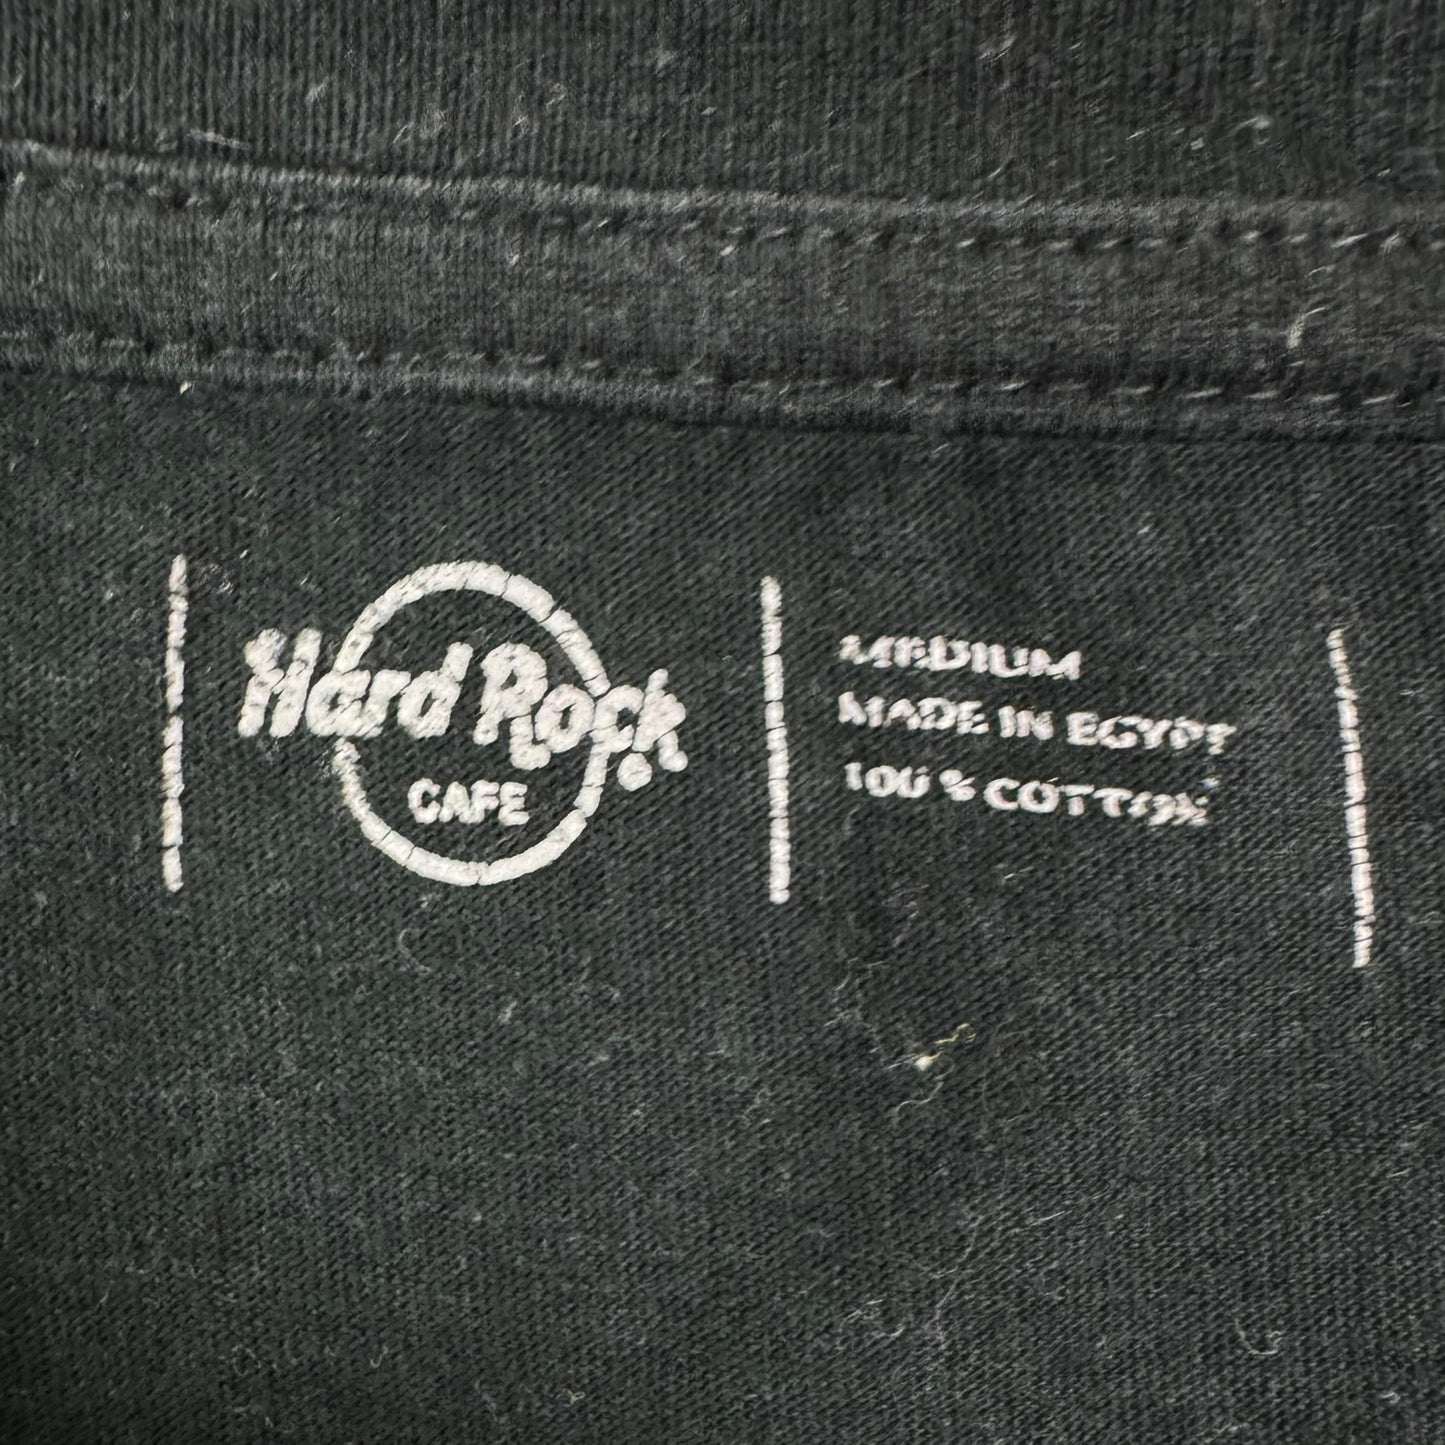 Hard Rock
CAFE
MEDIUM
MADE IN EGYPT
100 % COTTON